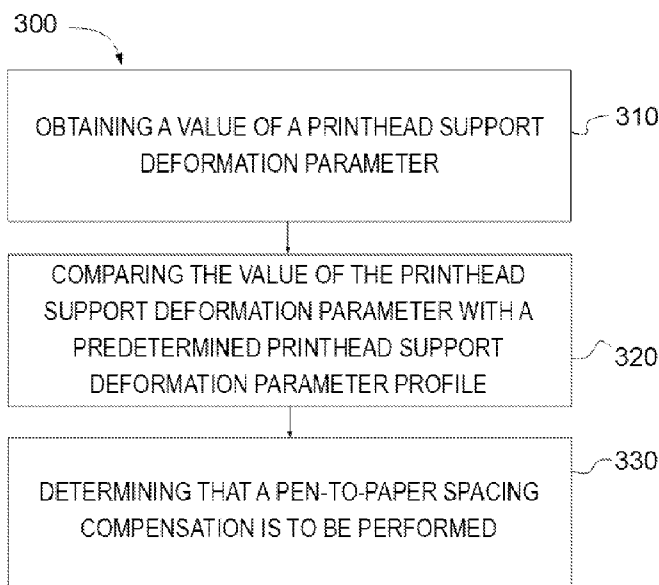 300
OBTAINING A VALUE OF A PRINTHEAD SUPPORT
DEFORMATION PARAMETER
310
COMPARING THE VALUE OF THE PRINTHEAD
SUPPORT DEFORMATION PARAMETER WITH A
PREDETERMINED PRINTHEAD SUPPORT
DEFORMATION PARAMETER PROFILE
320
DETERMINING THAT A PEN-TO-PAPER SPACING
COMPENSATION IS TO BE PERFORMED
330